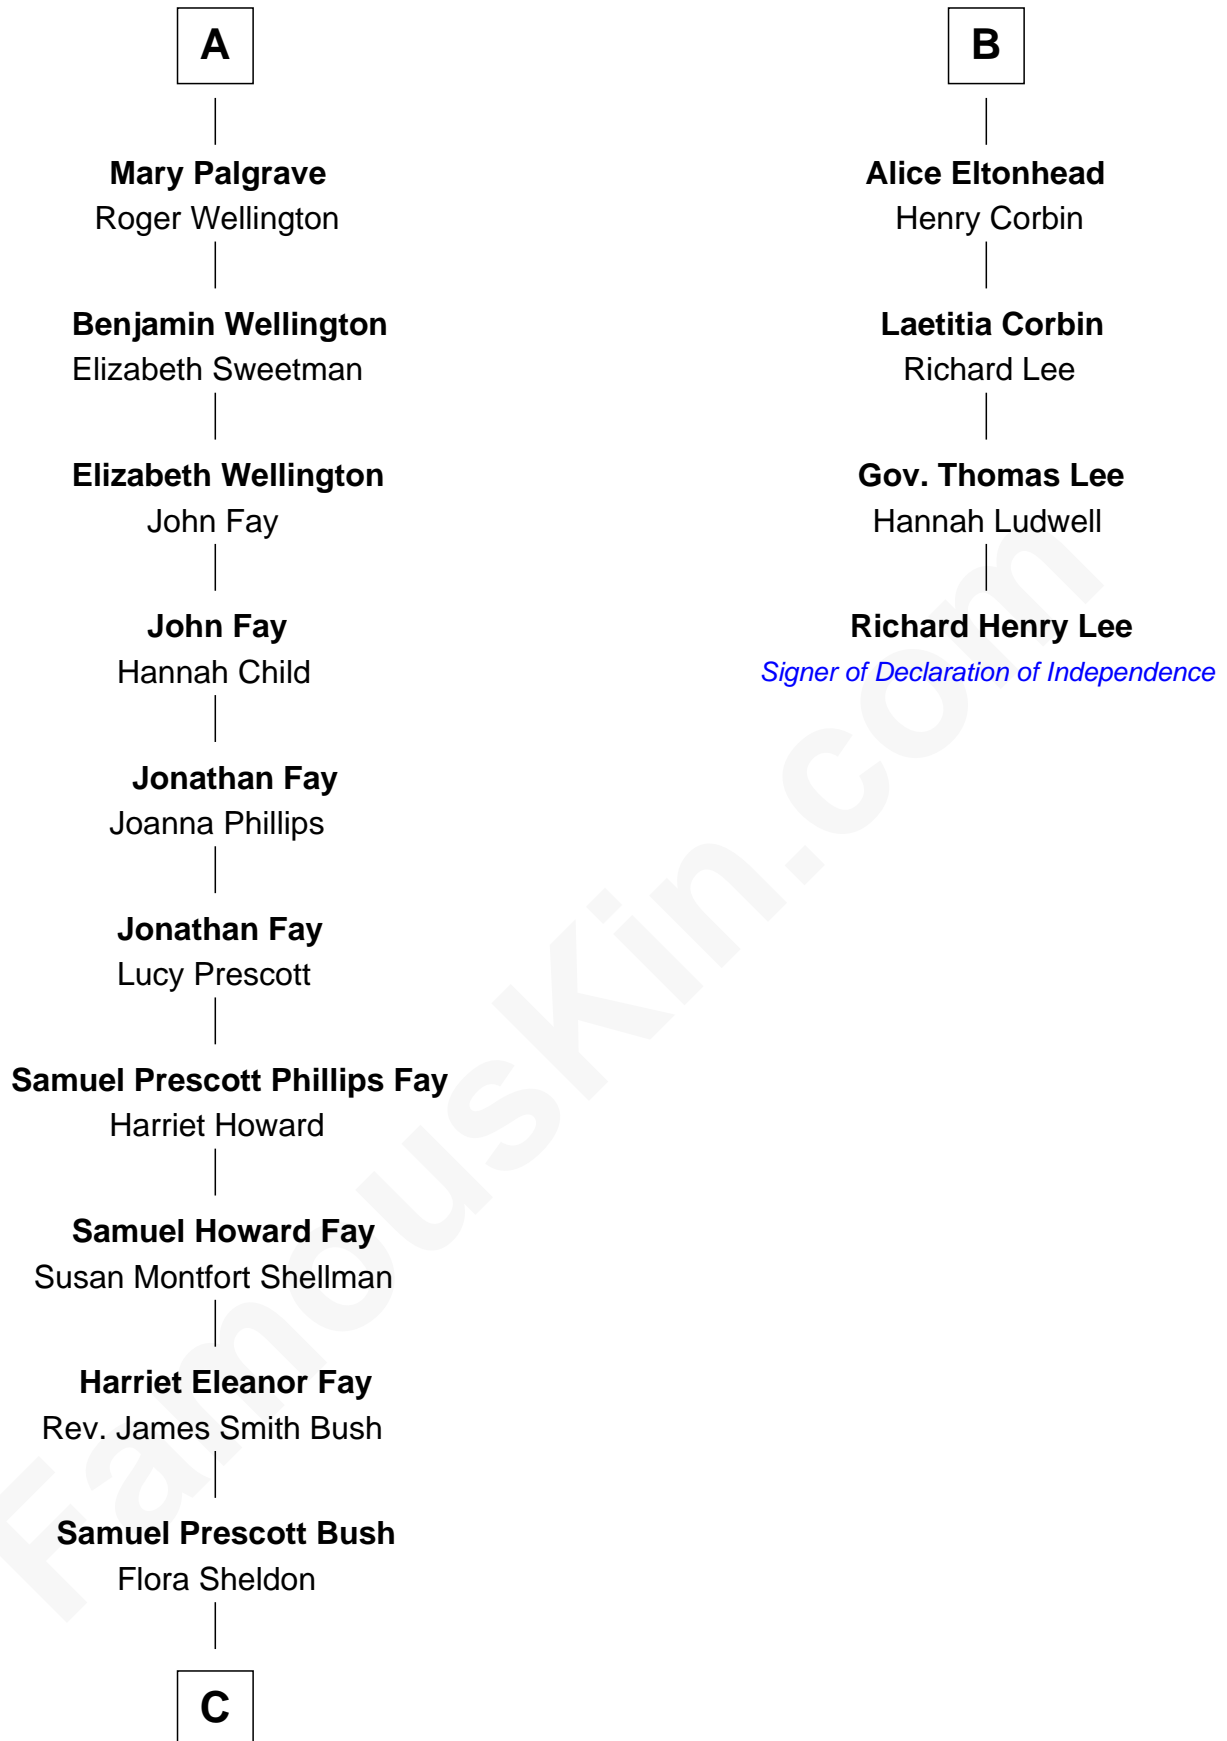 A
Mary Palgrave
Roger Wellington
Benjamin Wellington
Elizabeth Sweetman
Elizabeth Wellington
John Fay
John Fay
Hannah Child
Jonathan Fay
Joanna Phillips
Jonathan Fay
Lucy Prescott
Samuel Prescott Phillips Fay
Harriet Howard
Samuel Howard Fay
Susan Montfort Shellman
Harriet Eleanor Fay
Rev. James Smith Bush
Samuel Prescott Bush
Flora Sheldon
C
B
Alice Eltonhead
Henry Corbin
Laetitia Corbin
Richard Lee
Gov. Thomas Lee
Hannah Ludwell
Richard Henry Lee
Signer of Declaration of Independence
FamousKin.com